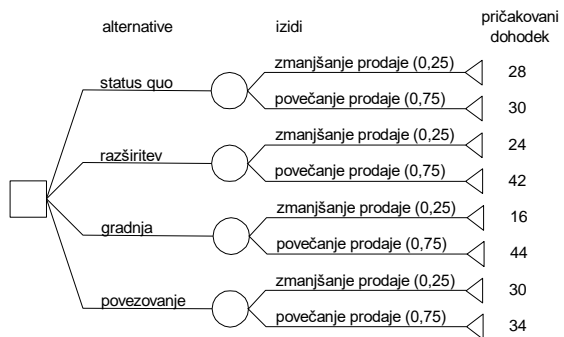 alternative izidi pričakovani
dohodek
zmanjšanje prodaje (0,25) 28
status quo
povečanje prodaje (0,75) 30
zmanjšanje prodaje (0,25) 24
razširitev
povečanje prodaje (0,75) 42
zmanjšanje prodaje (0,25) 16
gradnja
povečanje prodaje (0,75) 44
zmanjšanje prodaje (0,25) 30
povezovanje
povečanje prodaje (0,75) 34